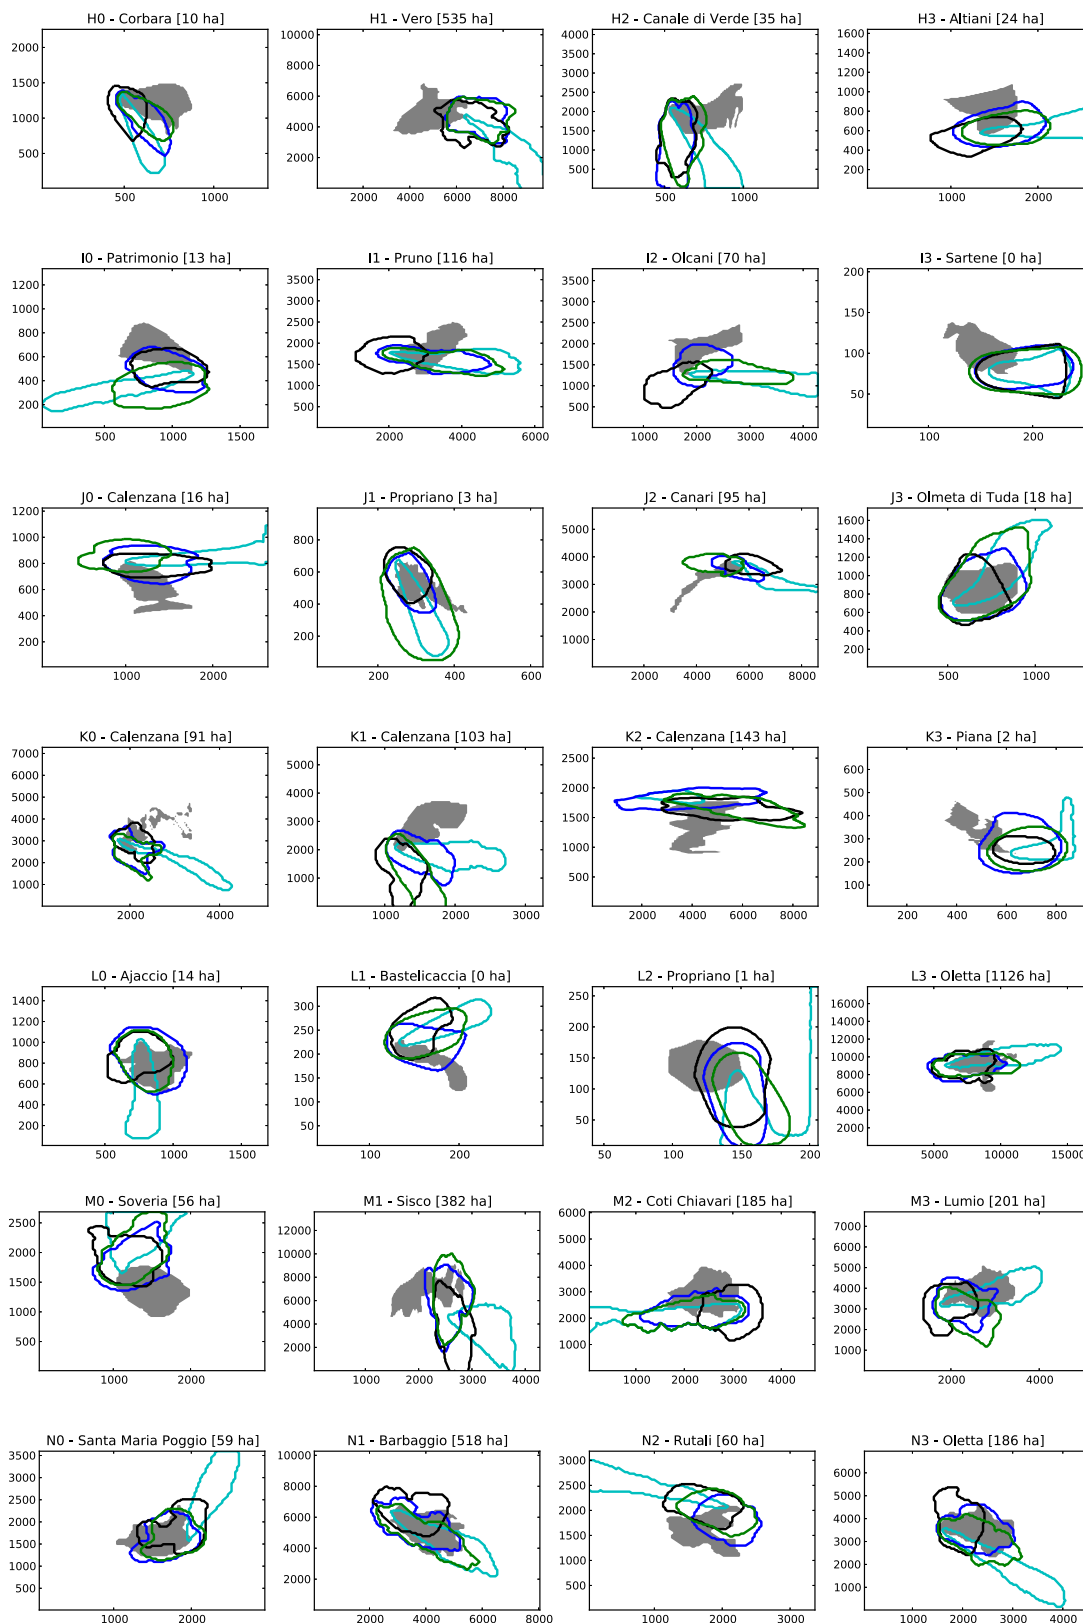 H0 - Corbara [10 ha] H1 - Vero [535 ha] H2 - Canale di Verde [35 ha] H3 - Altiani [24 ha]
2000 1500 1000 500
500 1000
10000 8000 6000 4000 2000
2000 4000 6000 8000
4000 3500 3000 2500 2000 1500 1000 500
500 1000
1600 1400 1200 1000 800 600 400 200
1000 2000
I0 - Patrimonio [13 ha] I1 - Pruno [116 ha] I2 - Olcani [70 ha] I3 - Sartene [0 ha]
1200 1000 800 600 400 200
500 1000 1500
3500 3000 2500 2000 1500 1000 500
2000 4000 6000
3500 3000 2500 2000 1500 1000 500
1000 2000 3000 4000
200 150 100 50
100 200
J0 - Calenzana [16 ha] J1 - Propriano [3 ha] J2 - Canari [95 ha] J3 - Olmeta di Tuda [18 ha]
1200 1000 800 600 400 200
1000 2000
800 600 400 200
200 400 600
5000 4000 3000 2000 1000
2000 4000 6000 8000
1600 1400 1200 1000 800 600 400 200
500 1000
K0 - Calenzana [91 ha] K1 - Calenzana [103 ha] K2 - Calenzana [143 ha] K3 - Piana [2 ha]
7000 6000 5000 4000 3000 2000 1000
2000 4000
5000 4000 3000 2000 1000
1000 2000 3000
3000 2500 2000 1500 1000 500
2000 4000 6000 8000
600 500 400 300 200 100
200 400 600 800
L0 - Ajaccio [14 ha] L1 - Bastelicaccia [0 ha] L2 - Propriano [1 ha] L3 - Oletta [1126 ha]
1400 1200 1000 800 600 400 200
500 1000 1500
300 250 200 150 100 50
100 200
250 200 150 100 50
50 100 150 200
16000 14000 12000 10000 8000 6000 4000 2000
5000 10000 15000
M0 - Soveria [56 ha] M1 - Sisco [382 ha] M2 - Coti Chiavari [185 ha] M3 - Lumio [201 ha]
2500 2000 1500 1000 500
1000 2000
12000 10000 8000 6000 4000 2000
1000 2000 3000 4000
6000 5000 4000 3000 2000 1000
1000 2000 3000 4000
7000 6000 5000 4000 3000 2000 1000
2000 4000
N0 - Santa Maria Poggio [59 ha] N1 - Barbaggio [518 ha] N2 - Rutali [60 ha] N3 - Oletta [186 ha]
3500 3000 2500 2000 1500 1000 500
1000 2000
10000 8000 6000 4000 2000
2000 4000 6000 8000
3000 2500 2000 1500 1000 500
1000 2000 3000
6000 5000 4000 3000 2000 1000
2000 4000